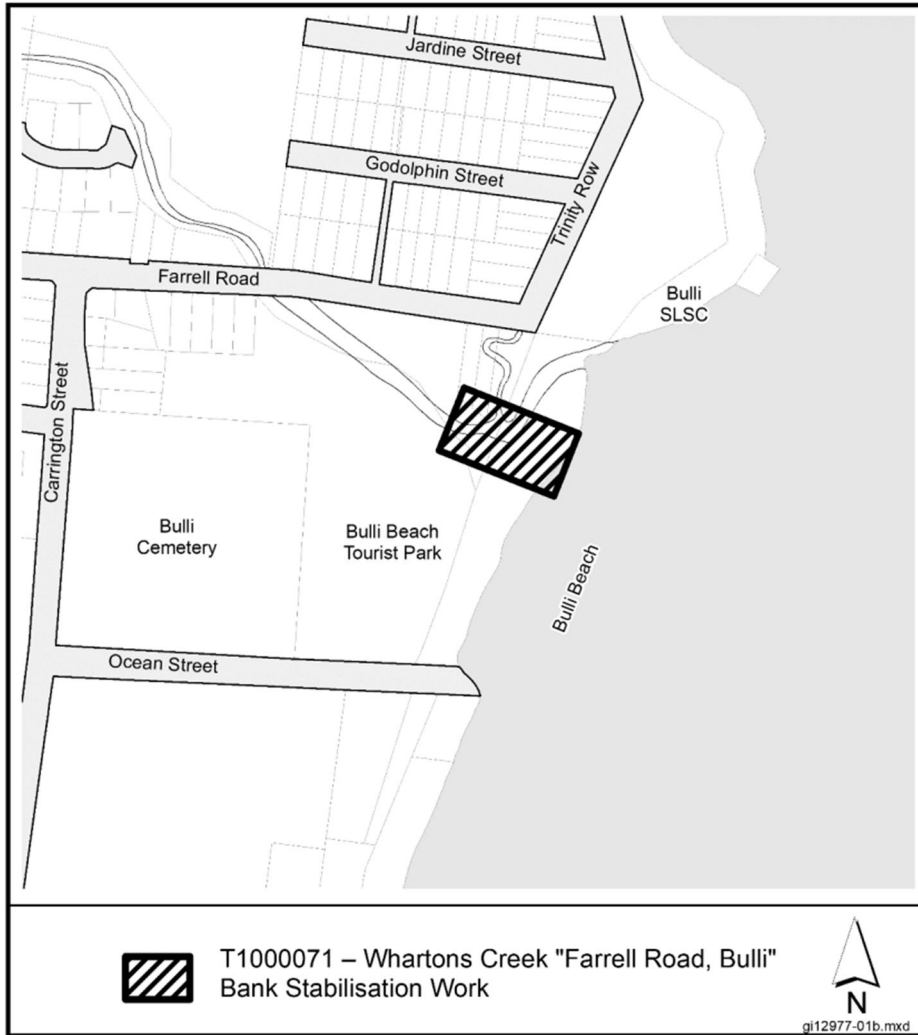 Jardine Street
Godolphin Street
Trinity Row
Farrell Road
Bulli
SLSC
Carrington Street
Bulli
Cemetery
Bulli Beach
Tourist Park
Bulli Beach
Ocean Street
T1000071 – Whartons Creek "Farrell Road, Bulli"
Bank Stabilisation Work
N
gi12977-01b.mxd